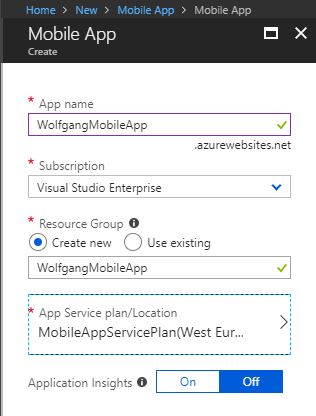 Home > New > Mobile App > Mobile App
Mobile App
Create
* App name
WolfgangMobileApp
.azurewebsites.net
* Subscription
Visual Studio Enterprise
* Resource Group
Create new Use existing
WolfgangMobileApp
* App Service plan/Location
MobileAppServicePlan(West Eur...
Application Insights On Off